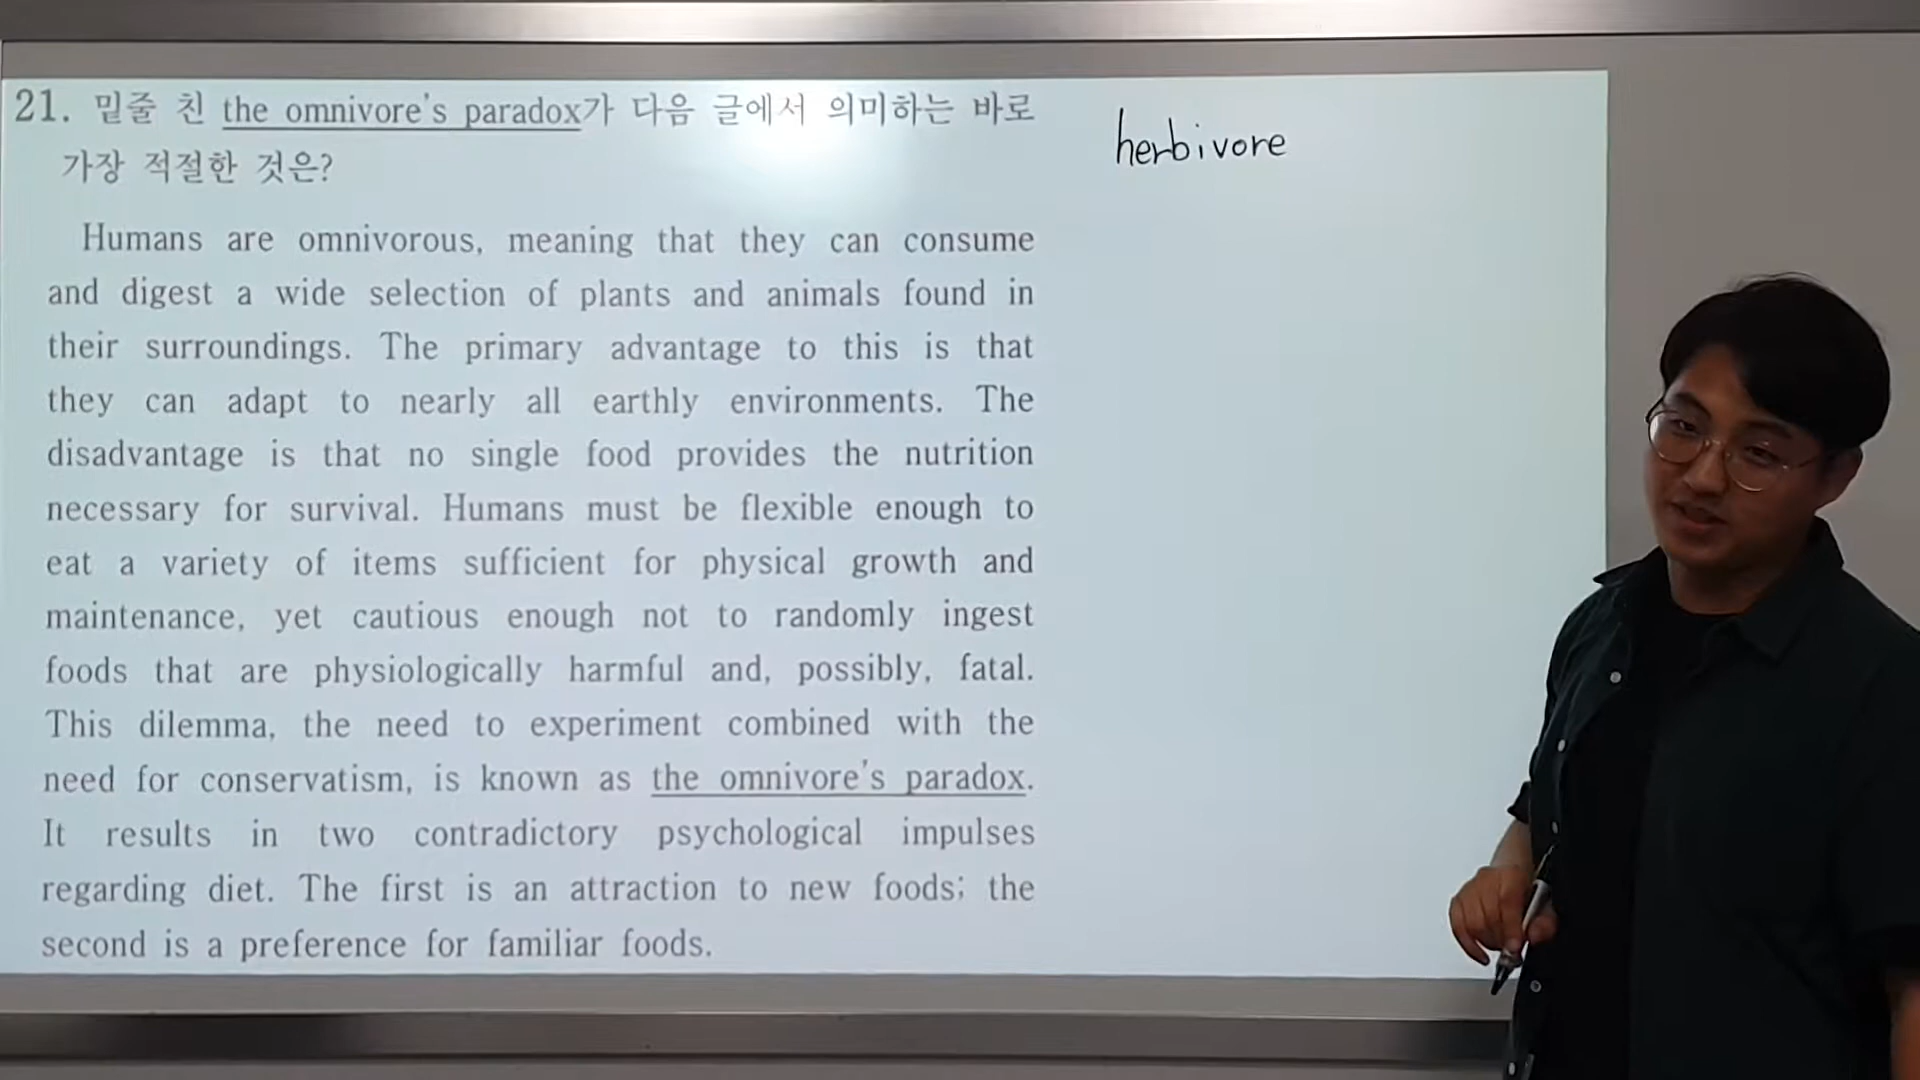 21. 밑줄 친 the omnivore's paradox가 다음 글에서 의미하는 바로
가장 적절한 것은?
herbivore
Humans are omnivorous, meaning that they can consume
and digest a wide selection of plants and animals found in
their surroundings. The primary advantage to this is that
they can adapt to nearly all earthly environments. The
disadvantage is that no single food provides the nutrition
necessary for survival. Humans must be flexible enough to
eat a variety of items sufficient for physical growth and
maintenance, yet cautious enough not to randomly ingest
foods that are physiologically harmful and, possibly, fatal.
This dilemma, the need to experiment combined with the
need for conservatism, is known as the omnivore's paradox.
It results in two contradictory psychological impulses
regarding diet. The first is an attraction to new foods; the
second is a preference for familiar foods.